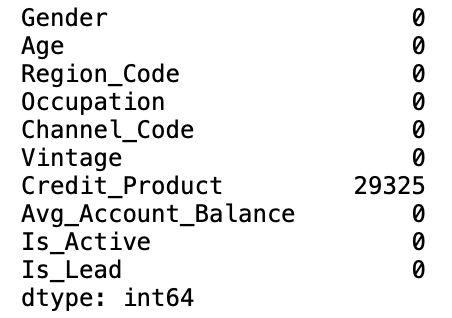 Gender 0
Age 0
Region_Code 0
Occupation 0
Channel_Code 0
Vintage 0
Credit_Product 29325
Avg_Account_Balance 0
Is_Active 0
Is_Lead 0
dtype: int64